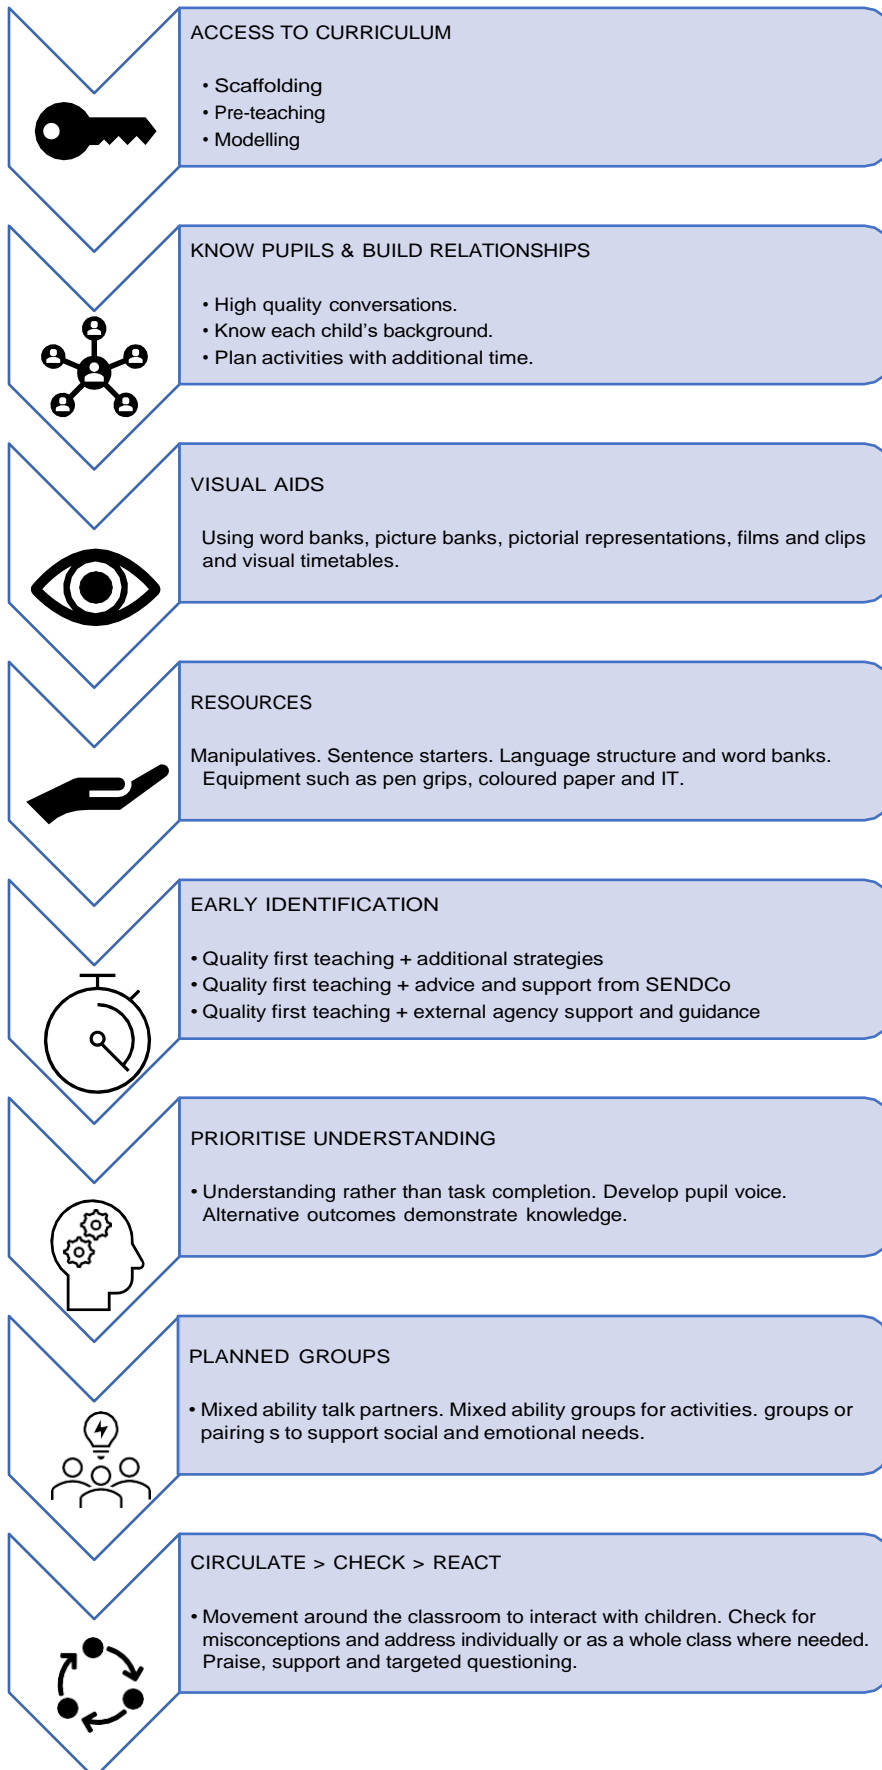 ACCESS TO CURRICULUM
• Scaffolding
• Pre-teaching
• Modelling
KNOW PUPILS & BUILD RELATIONSHIPS
• High quality conversations.
• Know each child’s background.
• Plan activities with additional time.
VISUAL AIDS
Using word banks, picture banks, pictorial representations, films and clips
and visual timetables.
RESOURCES
Manipulatives. Sentence starters. Language structure and word banks.
Equipment such as pen grips, coloured paper and IT.
EARLY IDENTIFICATION
• Quality first teaching + additional strategies
• Quality first teaching + advice and support from SENDCo
• Quality first teaching + external agency support and guidance
PRIORITISE UNDERSTANDING
• Understanding rather than task completion. Develop pupil voice.
Alternative outcomes demonstrate knowledge.
PLANNED GROUPS
• Mixed ability talk partners. Mixed ability groups for activities. groups or
pairing s to support social and emotional needs.
CIRCULATE > CHECK > REACT
• Movement around the classroom to interact with children. Check for
misconceptions and address individually or as a whole class where needed.
Praise, support and targeted questioning.